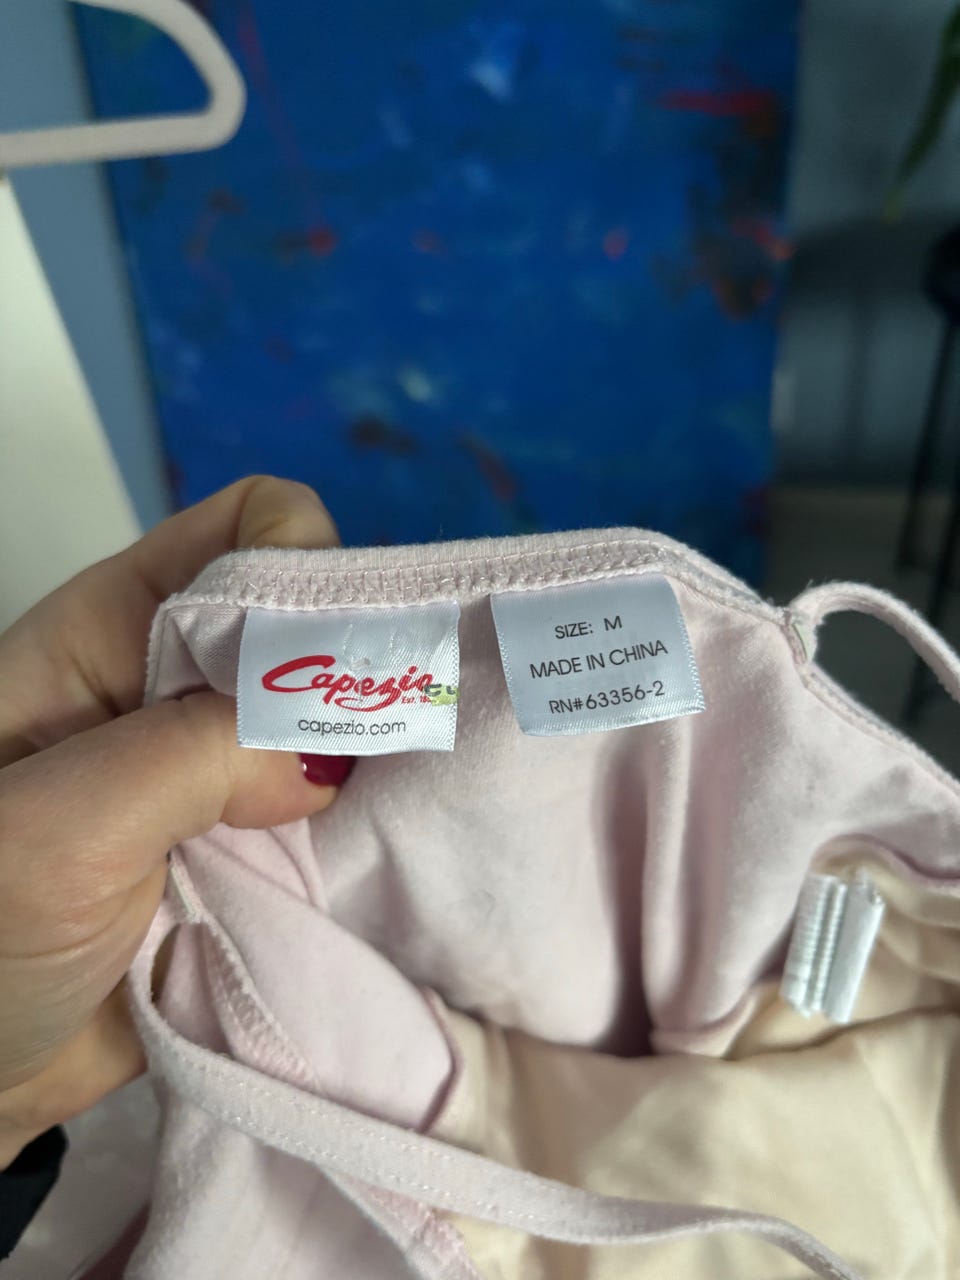 Capezio
capezio.com
SIZE: M
MADE IN CHINA
RN#63356-2